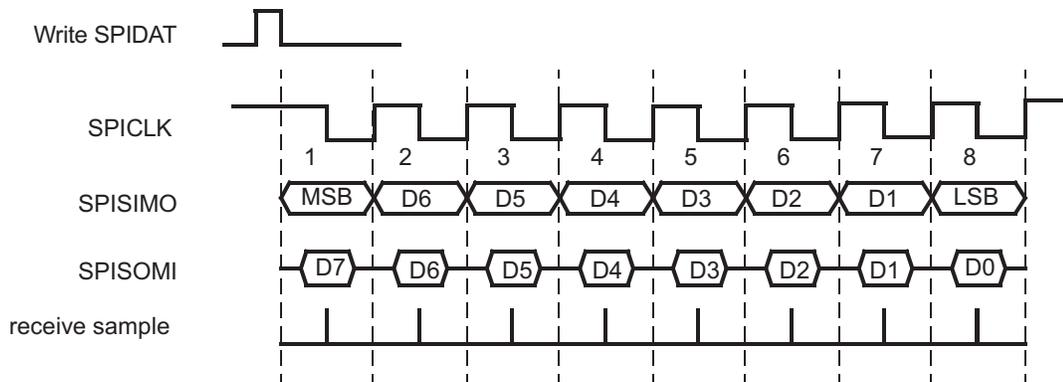 Write SPIDAT
SPICLK
1 2 3 4 5 6 7 8
SPISIMO MSB D6 D5 D4 D3 D2 D1 LSB
SPISOMI D7 D6 D5 D4 D3 D2 D1 D0
receive sample